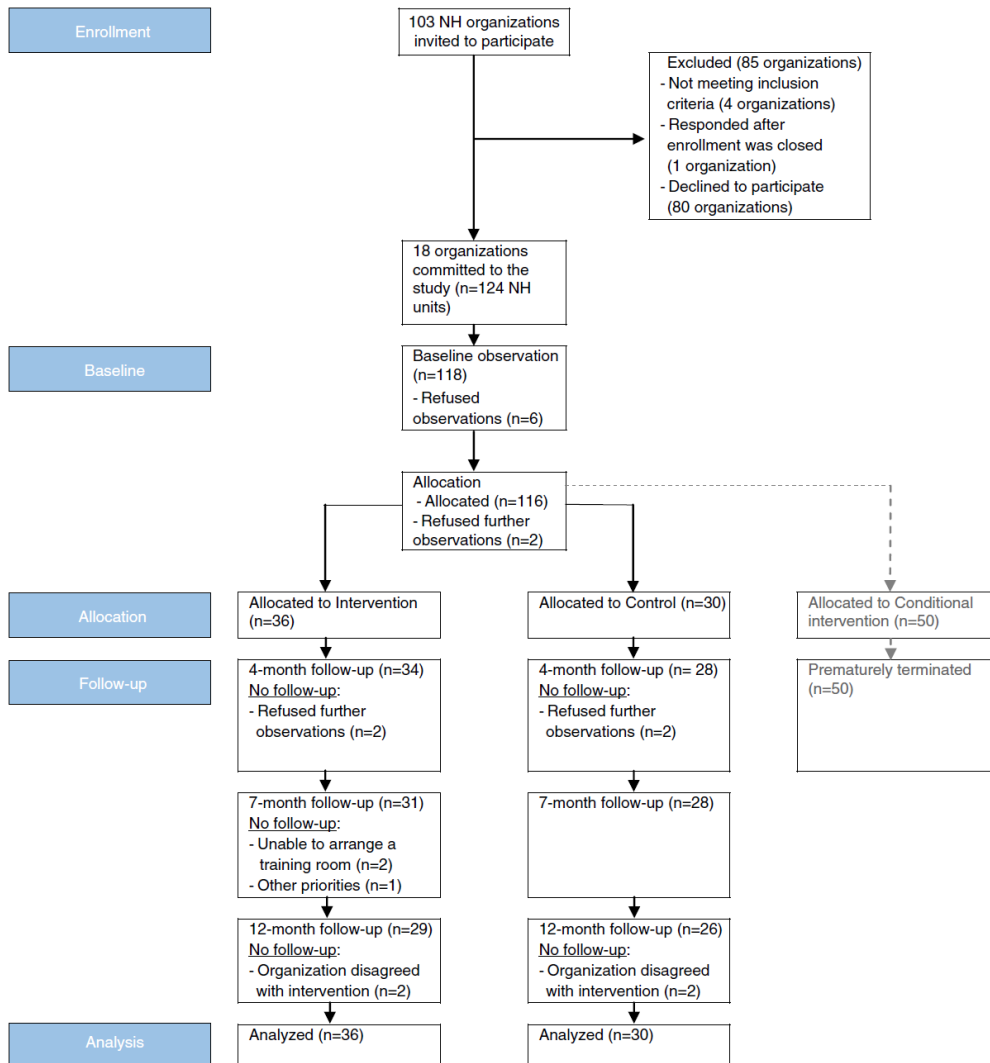 Enrollment
103 NH organizations
invited to participate
Excluded (85 organizations)
- Not meeting inclusion
criteria (4 organizations)
- Responded after
enrollment was closed
(1 organization)
- Declined to participate
(80 organizations)
18 organizations
committed to the
study (n=124 NH
units)
Baseline
Baseline observation
(n=118)
- Refused
observations (n=6)
Allocation
- Allocated (n=116)
- Refused further
observations (n=2)
Allocation
Allocated to Intervention
(n=36)
Allocated to Control (n=30)
Allocated to Conditional
intervention (n=50)
Follow-up
4-month follow-up (n=34)
No follow-up:
- Refused further
observations (n=2)
4-month follow-up (n= 28)
No follow-up:
- Refused further
observations (n=2)
Prematurely terminated
(n=50)
7-month follow-up (n=31)
No follow-up:
- Unable to arrange a
training room (n=2)
- Other priorities (n=1)
7-month follow-up (n=28)
12-month follow-up (n=29)
No follow-up:
- Organization disagreed
with intervention (n=2)
12-month follow-up (n=26)
No follow-up:
- Organization disagreed
with intervention (n=2)
Analysis
Analyzed (n=36)
Analyzed (n=30)